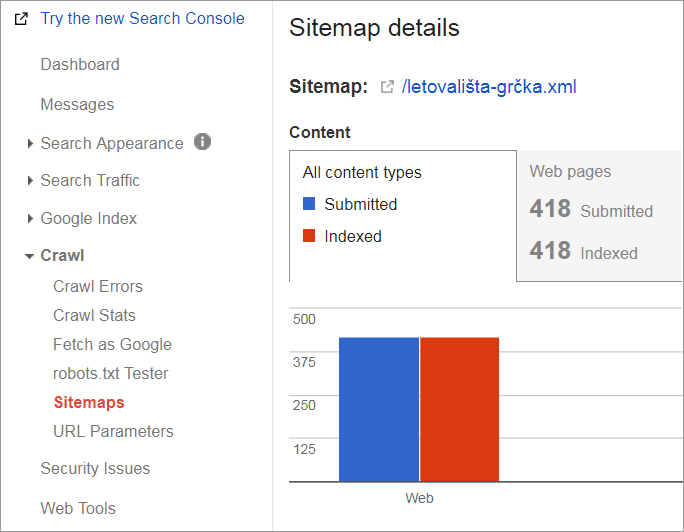 Try the new Search Console
Dashboard
Messages
Search Appearance
Search Traffic
Google Index
Crawl
Crawl Errors
Crawl Stats
Fetch as Google
robots.txt Tester
Sitemaps
URL Parameters
Security Issues
Web Tools
Sitemap details
Sitemap: /letovališta-grčka.xml
Content
All content types
Submitted
Indexed
Web pages
418 Submitted
418 Indexed
500
375
250
125
Web